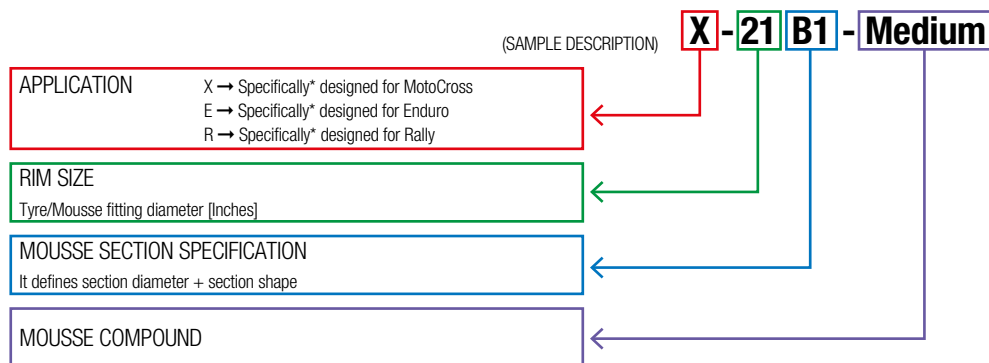 (SAMPLE DESCRIPTION) X - 21 B1 - Medium
APPLICATION
X → Specifically* designed for MotoCross
E → Specifically* designed for Enduro
R → Specifically* designed for Rally
RIM SIZE
Tyre/Mousse fitting diameter [Inches]
MOUSSE SECTION SPECIFICATION
It defines section diameter + section shape
MOUSSE COMPOUND